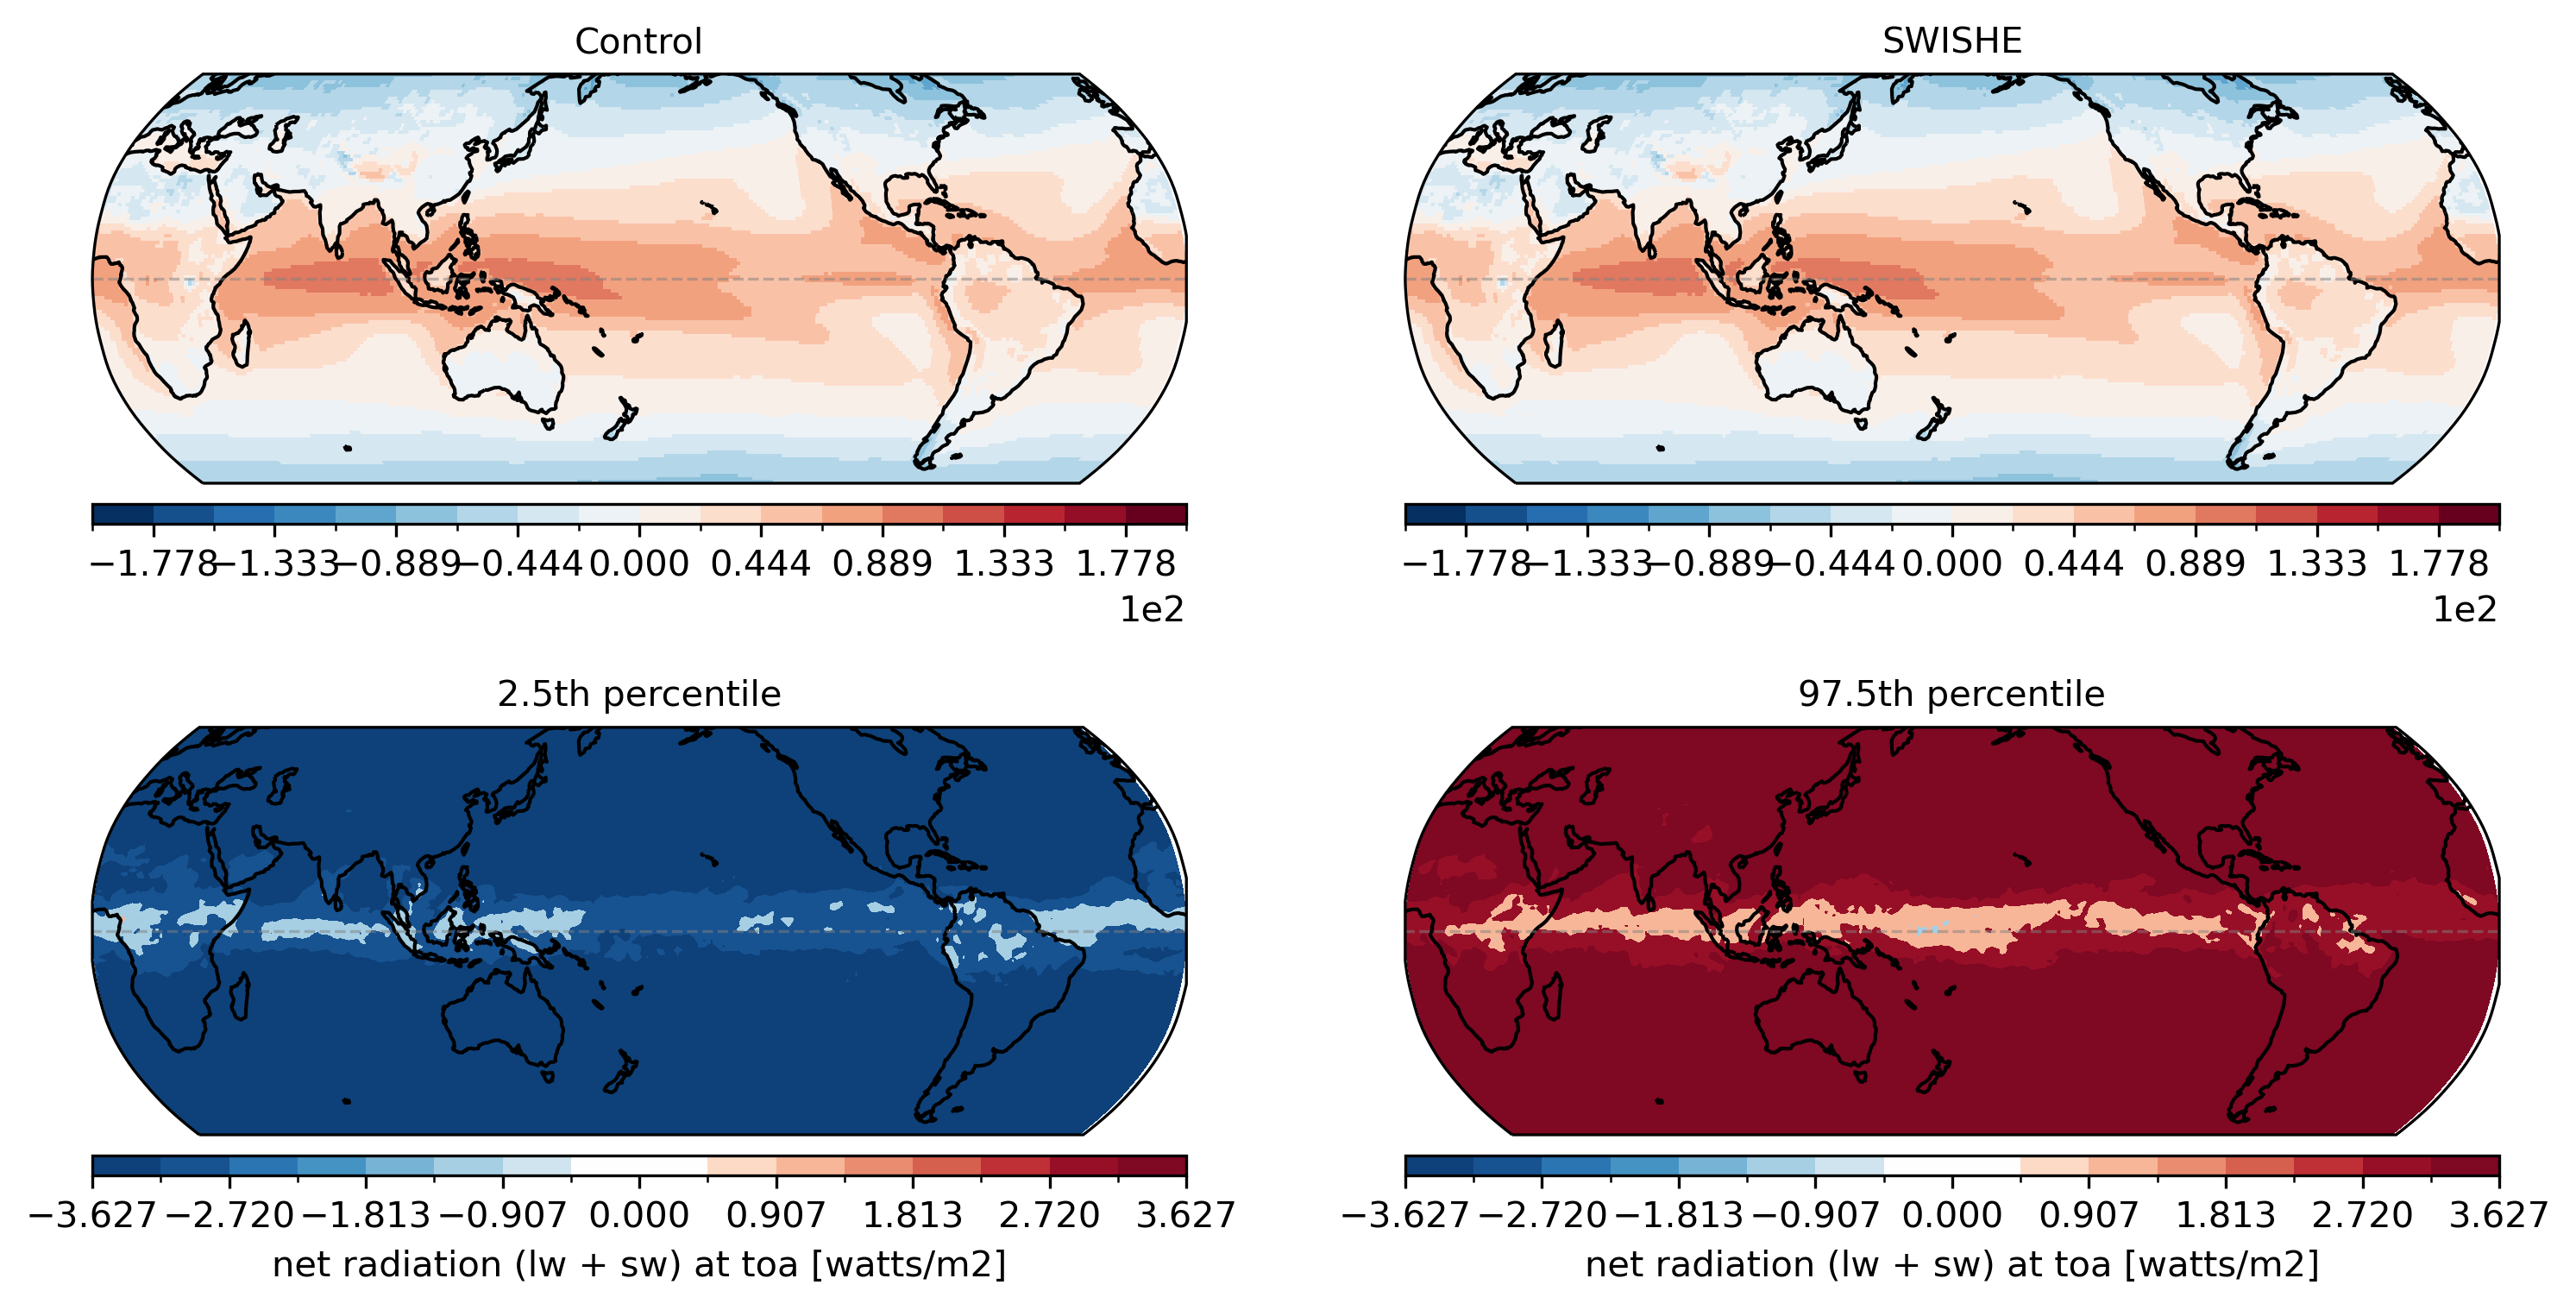 Control
SWISHE
−1.778 −1.333 −0.889 −0.444 0.000 0.444 0.889 1.333 1.778
1e2
−1.778 −1.333 −0.889 −0.444 0.000 0.444 0.889 1.333 1.778
1e2
2.5th percentile
97.5th percentile
−3.627 −2.720 −1.813 −0.907 0.000 0.907 1.813 2.720 3.627
net radiation (lw + sw) at toa [watts/m2]
−3.627 −2.720 −1.813 −0.907 0.000 0.907 1.813 2.720 3.627
net radiation (lw + sw) at toa [watts/m2]